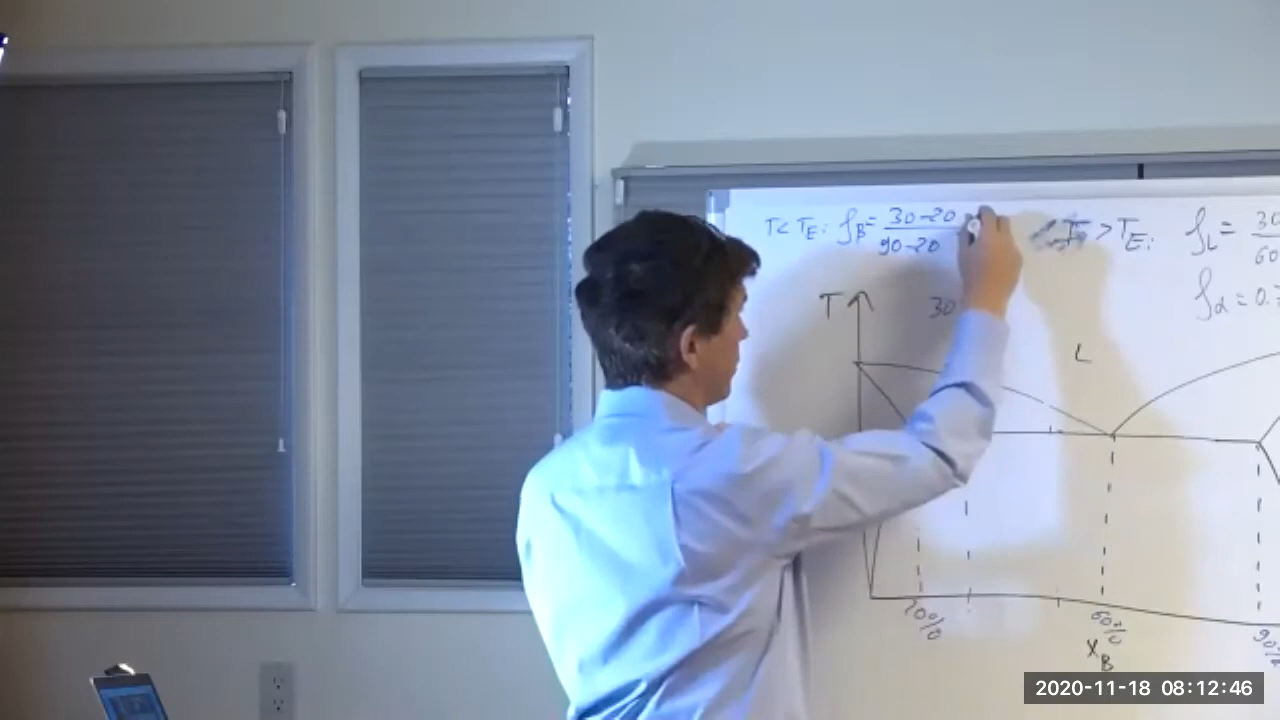 T< T_E: f_B = (30-20)/(90-20) > T_E: f_L = 30/60
T 30 f_α = 0.
L
20% 60% 90%
X_B
2020-11-18 08:12:46